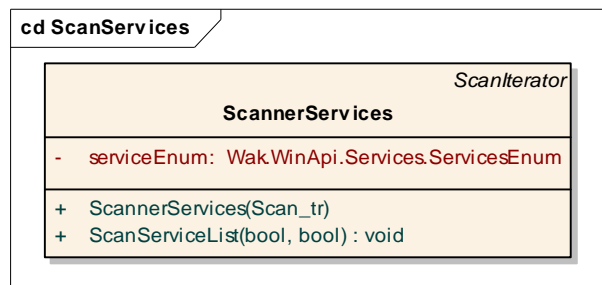 cd ScanServices
ScanIterator
ScannerServices
- serviceEnum: Wak.WinApi.Services.ServicesEnum
+ ScannerServices(Scan_tr)
+ ScanServiceList(bool, bool) : void